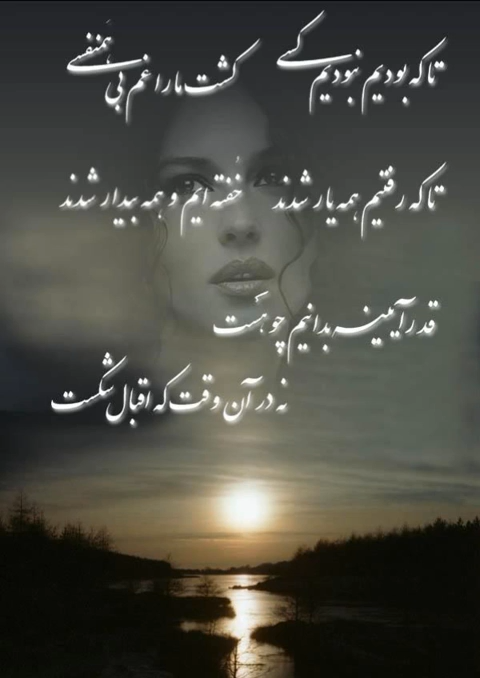 تا که بودیم نبودیم کسی کشت ما را غم بی همنفسی
تا که رفتیم همه یار شدند خفته ایم و همه بیدار شدند
قدر آیینه بدانیم چو هست
نه در آن وقت که اقبال شکست